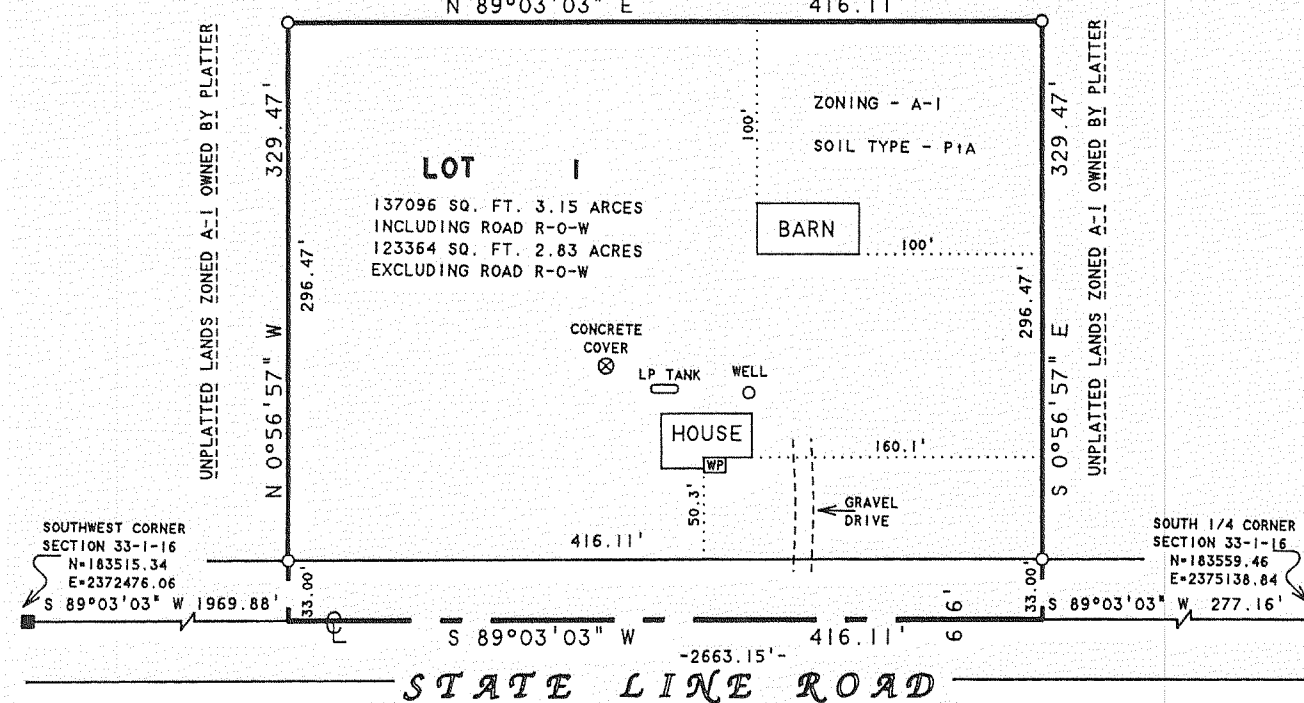 N 89°03'03" E 416.11'
UNPLATTED LANDS ZONED A-1 OWNED BY PLATTER
329.47'
296.47'
N 0°56'57" W
LOT 1
137096 SQ. FT. 3.15 ARCES
INCLUDING ROAD R-O-W
123364 SQ. FT. 2.83 ACRES
EXCLUDING ROAD R-O-W
ZONING - A-1
SOIL TYPE - PtA
100'
BARN
100'
329.47'
296.47'
S 0°56'57" E
UNPLATTED LANDS ZONED A-1 OWNED BY PLATTER
CONCRETE
COVER
LP TANK
WELL
HOUSE
WP
160.1'
50.3'
GRAVEL
DRIVE
416.11'
SOUTHWEST CORNER
SECTION 33-1-16
N=183515.34
E=2372476.06
S 89°03'03" W 1969.88'
33.00'
SOUTH 1/4 CORNER
SECTION 33-1-16
N=183559.46
E=2375138.84
33.00'
S 89°03'03" W 277.16'
CL
S 89°03'03" W 416.11'
66'
-2663.15'-
STATE LINE ROAD